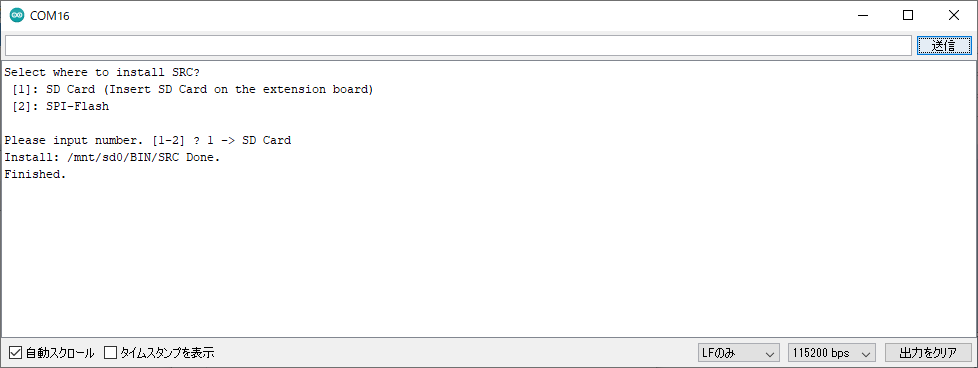 COM16
送信
Select where to install SRC?
[1]: SD Card (Insert SD Card on the extension board)
[2]: SPI-Flash
Please input number. [1-2] ? 1 -> SD Card
Install: /mnt/sd0/BIN/SRC Done.
Finished.
自動スクロール タイムスタンプを表示 LFのみ 115200 bps 出力をクリア